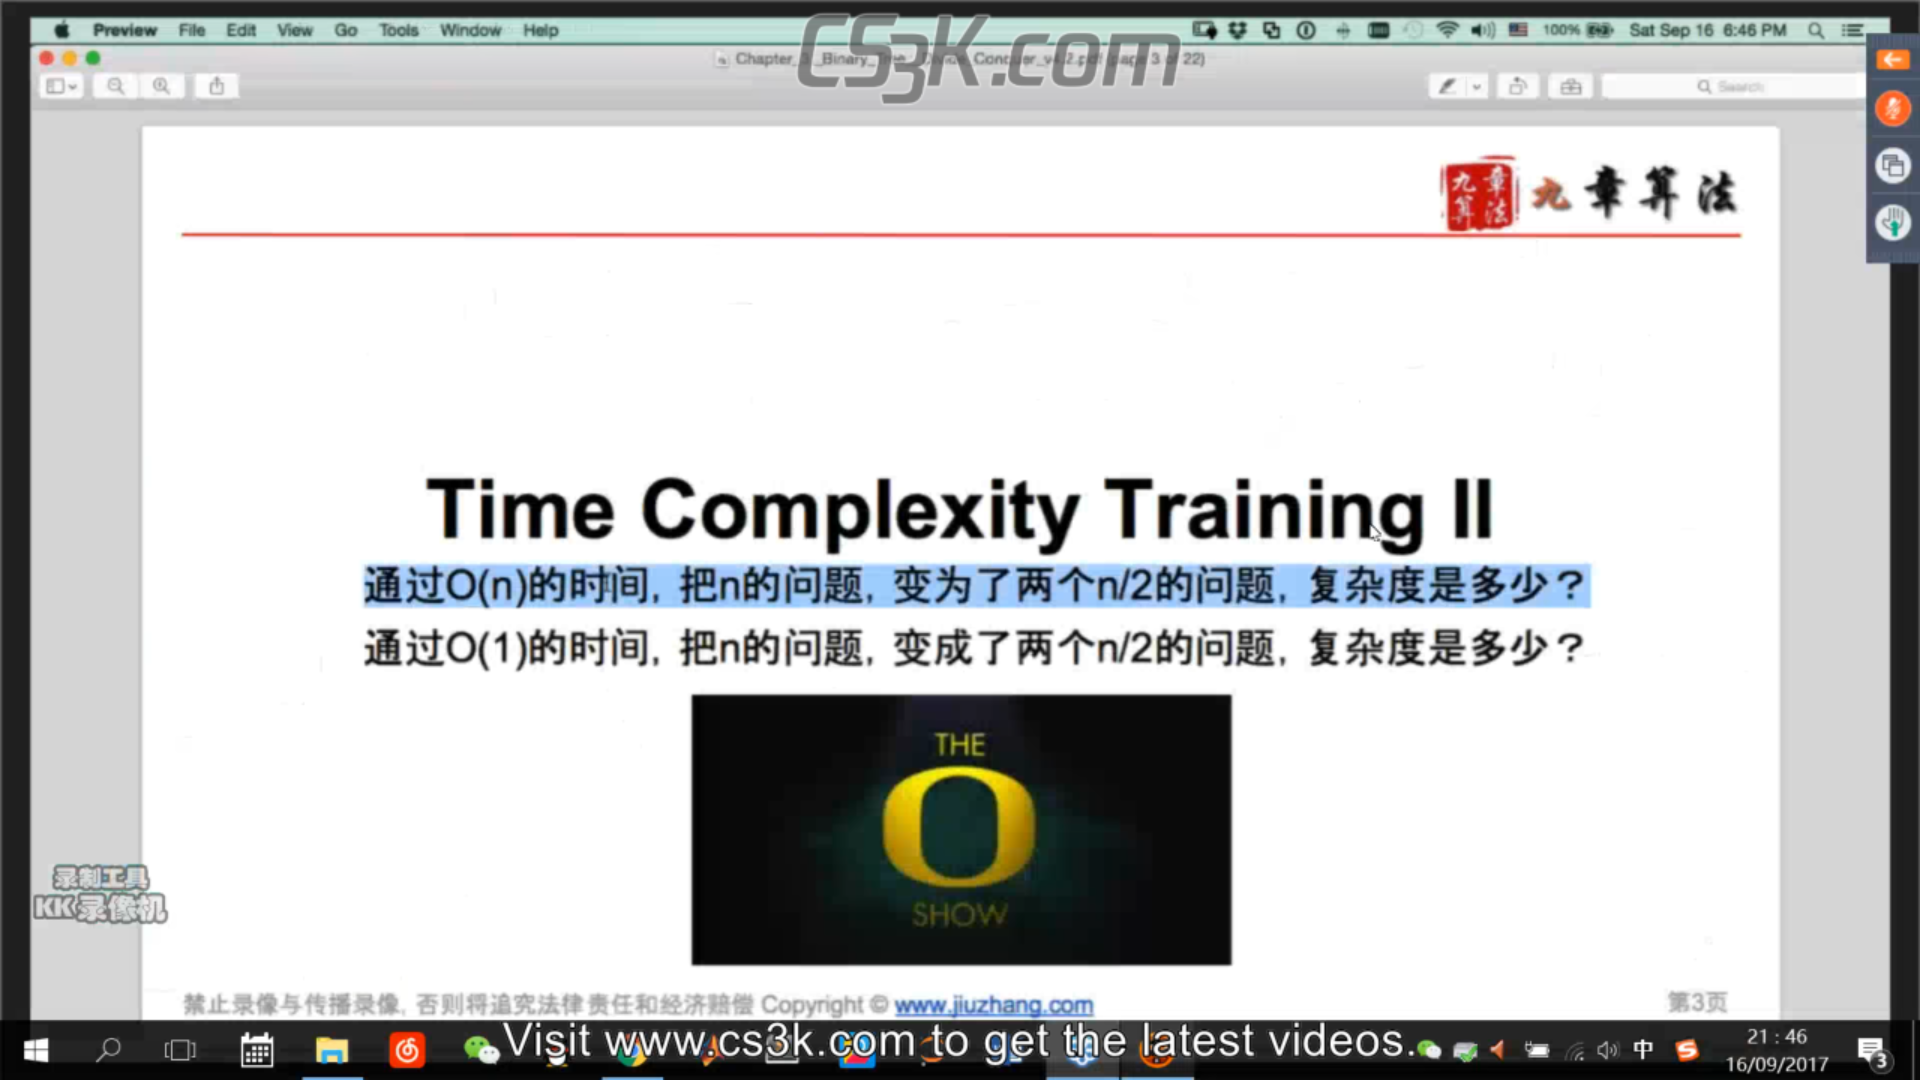 Preview File Edit View Go Tools Window Help
100%
Sat Sep 16 6:46 PM
CS3K.com
Search
九章算法
九章算法
Time Complexity Training II
通过O(n)的时间, 把n的问题, 变为了两个n/2的问题, 复杂度是多少？
通过O(1)的时间, 把n的问题, 变成了两个n/2的问题, 复杂度是多少？
THE
O
SHOW
录制工具
KK录像机
禁止录像与传播录像, 否则将追究法律责任和经济赔偿 Copyright © www.jiuzhang.com
第3页
Visit www.cs3k.com to get the latest videos.
中
21:46
16/09/2017
3